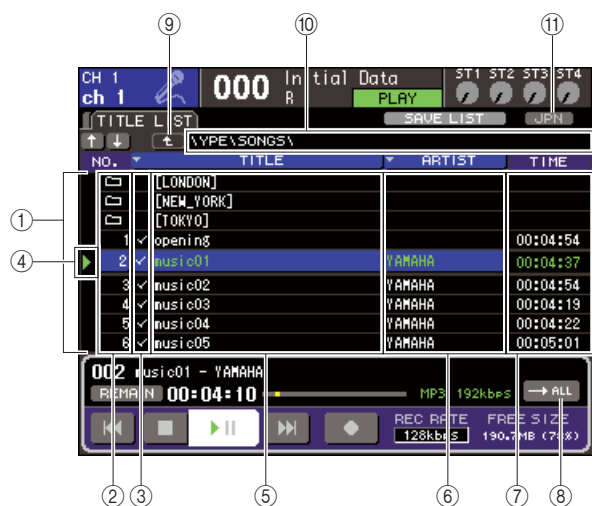 ⑨ ⑩ ⑪
CH 1
ch 1
000
Initial Data
R
PLAY
ST1 ST2 ST3 ST4
TITLE LIST
SAVE LIST
JPN
\YPE\SONGS\
NO. TITLE ARTIST TIME
[LONDON]
[NEW_YORK]
[TOKYO]
1 ✓ opening 00:04:54
2 ✓ music01 YAMAHA 00:04:37
3 ✓ music02 YAMAHA 00:04:54
4 ✓ music03 YAMAHA 00:04:19
5 ✓ music04 YAMAHA 00:04:22
6 ✓ music05 YAMAHA 00:05:01
①
④
002 music01 - YAMAHA
REMAIN 00:04:10
MP3 192kbps
→ ALL
REC RATE
128kbps
FREE SIZE
190.7MB (78%)
② ③ ⑤ ⑥ ⑦ ⑧